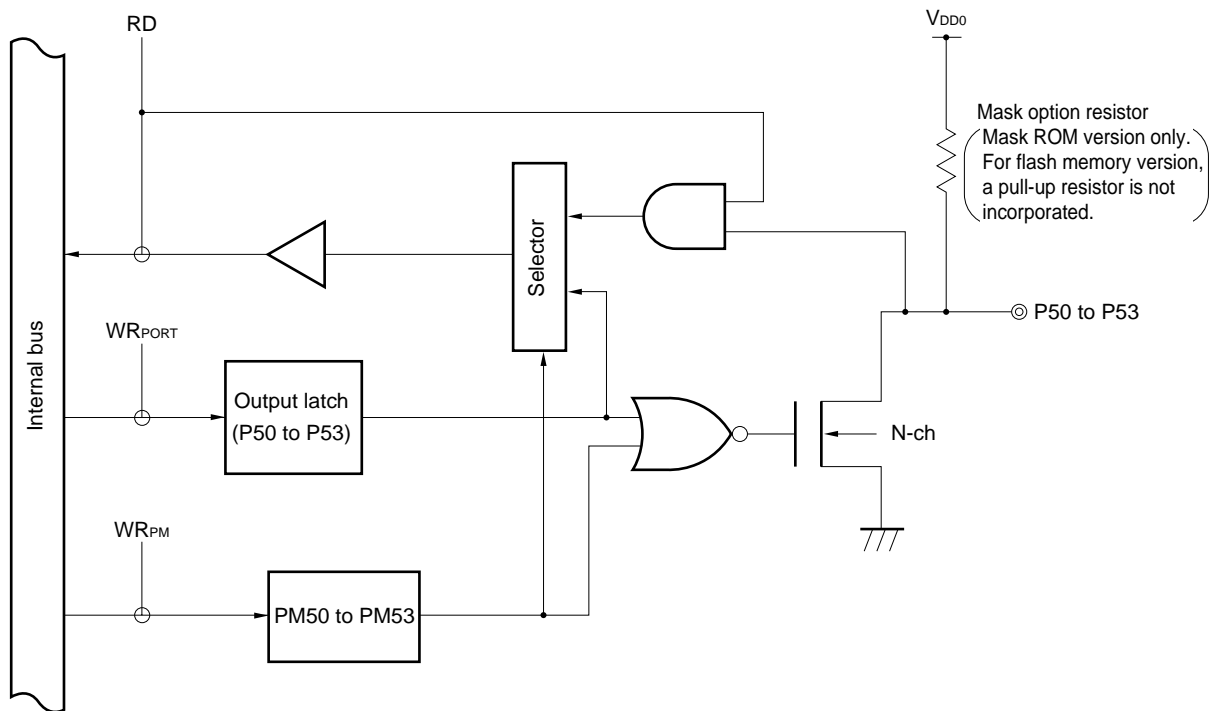 RD
VDD0
Mask option resistor
Mask ROM version only.
For flash memory version,
a pull-up resistor is not
incorporated.
Selector
Internal bus
P50 to P53
WRPORT
Output latch
(P50 to P53)
N-ch
WRPM
PM50 to PM53